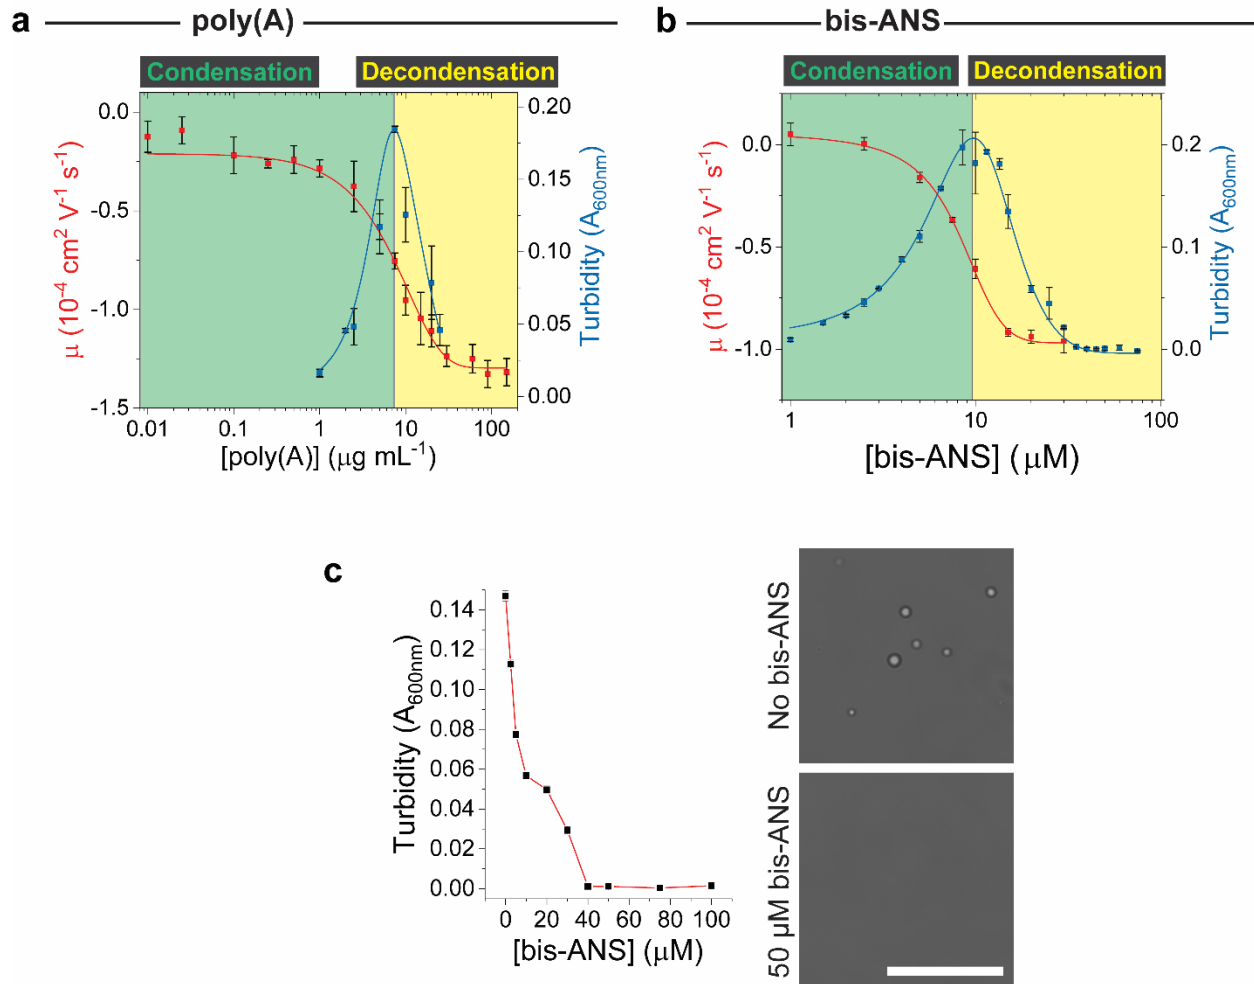 a
poly(A)
Condensation
Decondensation
0.0
-0.5
-1.0
-1.5
μ (10-4 cm2 V-1 s-1)
0.20
0.15
0.10
0.05
0.00
Turbidity (A600nm)
0.01
0.1
1
10
100
[poly(A)] (μg mL-1)
b
bis-ANS
Condensation
Decondensation
0.0
-0.5
-1.0
μ (10-4 cm2 V-1 s-1)
0.2
0.1
0.0
Turbidity (A600nm)
1
10
100
[bis-ANS] (μM)
c
0.14
0.12
0.10
0.08
0.06
0.04
0.02
0.00
Turbidity (A600nm)
0
20
40
60
80
100
[bis-ANS] (μM)
No bis-ANS
50 μM bis-ANS